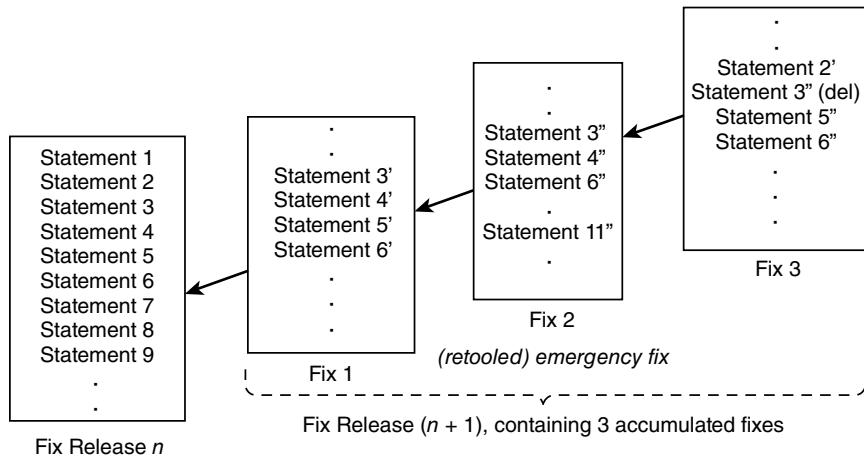 Statement 1
Statement 2
Statement 3
Statement 4
Statement 5
Statement 6
Statement 7
Statement 8
Statement 9
.
.
Fix Release n
.
.
Statement 3'
Statement 4'
Statement 5'
Statement 6'
.
.
.
Fix 1
.
.
Statement 3”
Statement 4”
Statement 6”
.
Statement 11”
.
Fix 2
(retooled) emergency fix
.
.
Statement 2'
Statement 3” (del)
Statement 5”
Statement 6”
.
.
.
Fix 3
Fix Release (n + 1), containing 3 accumulated fixes